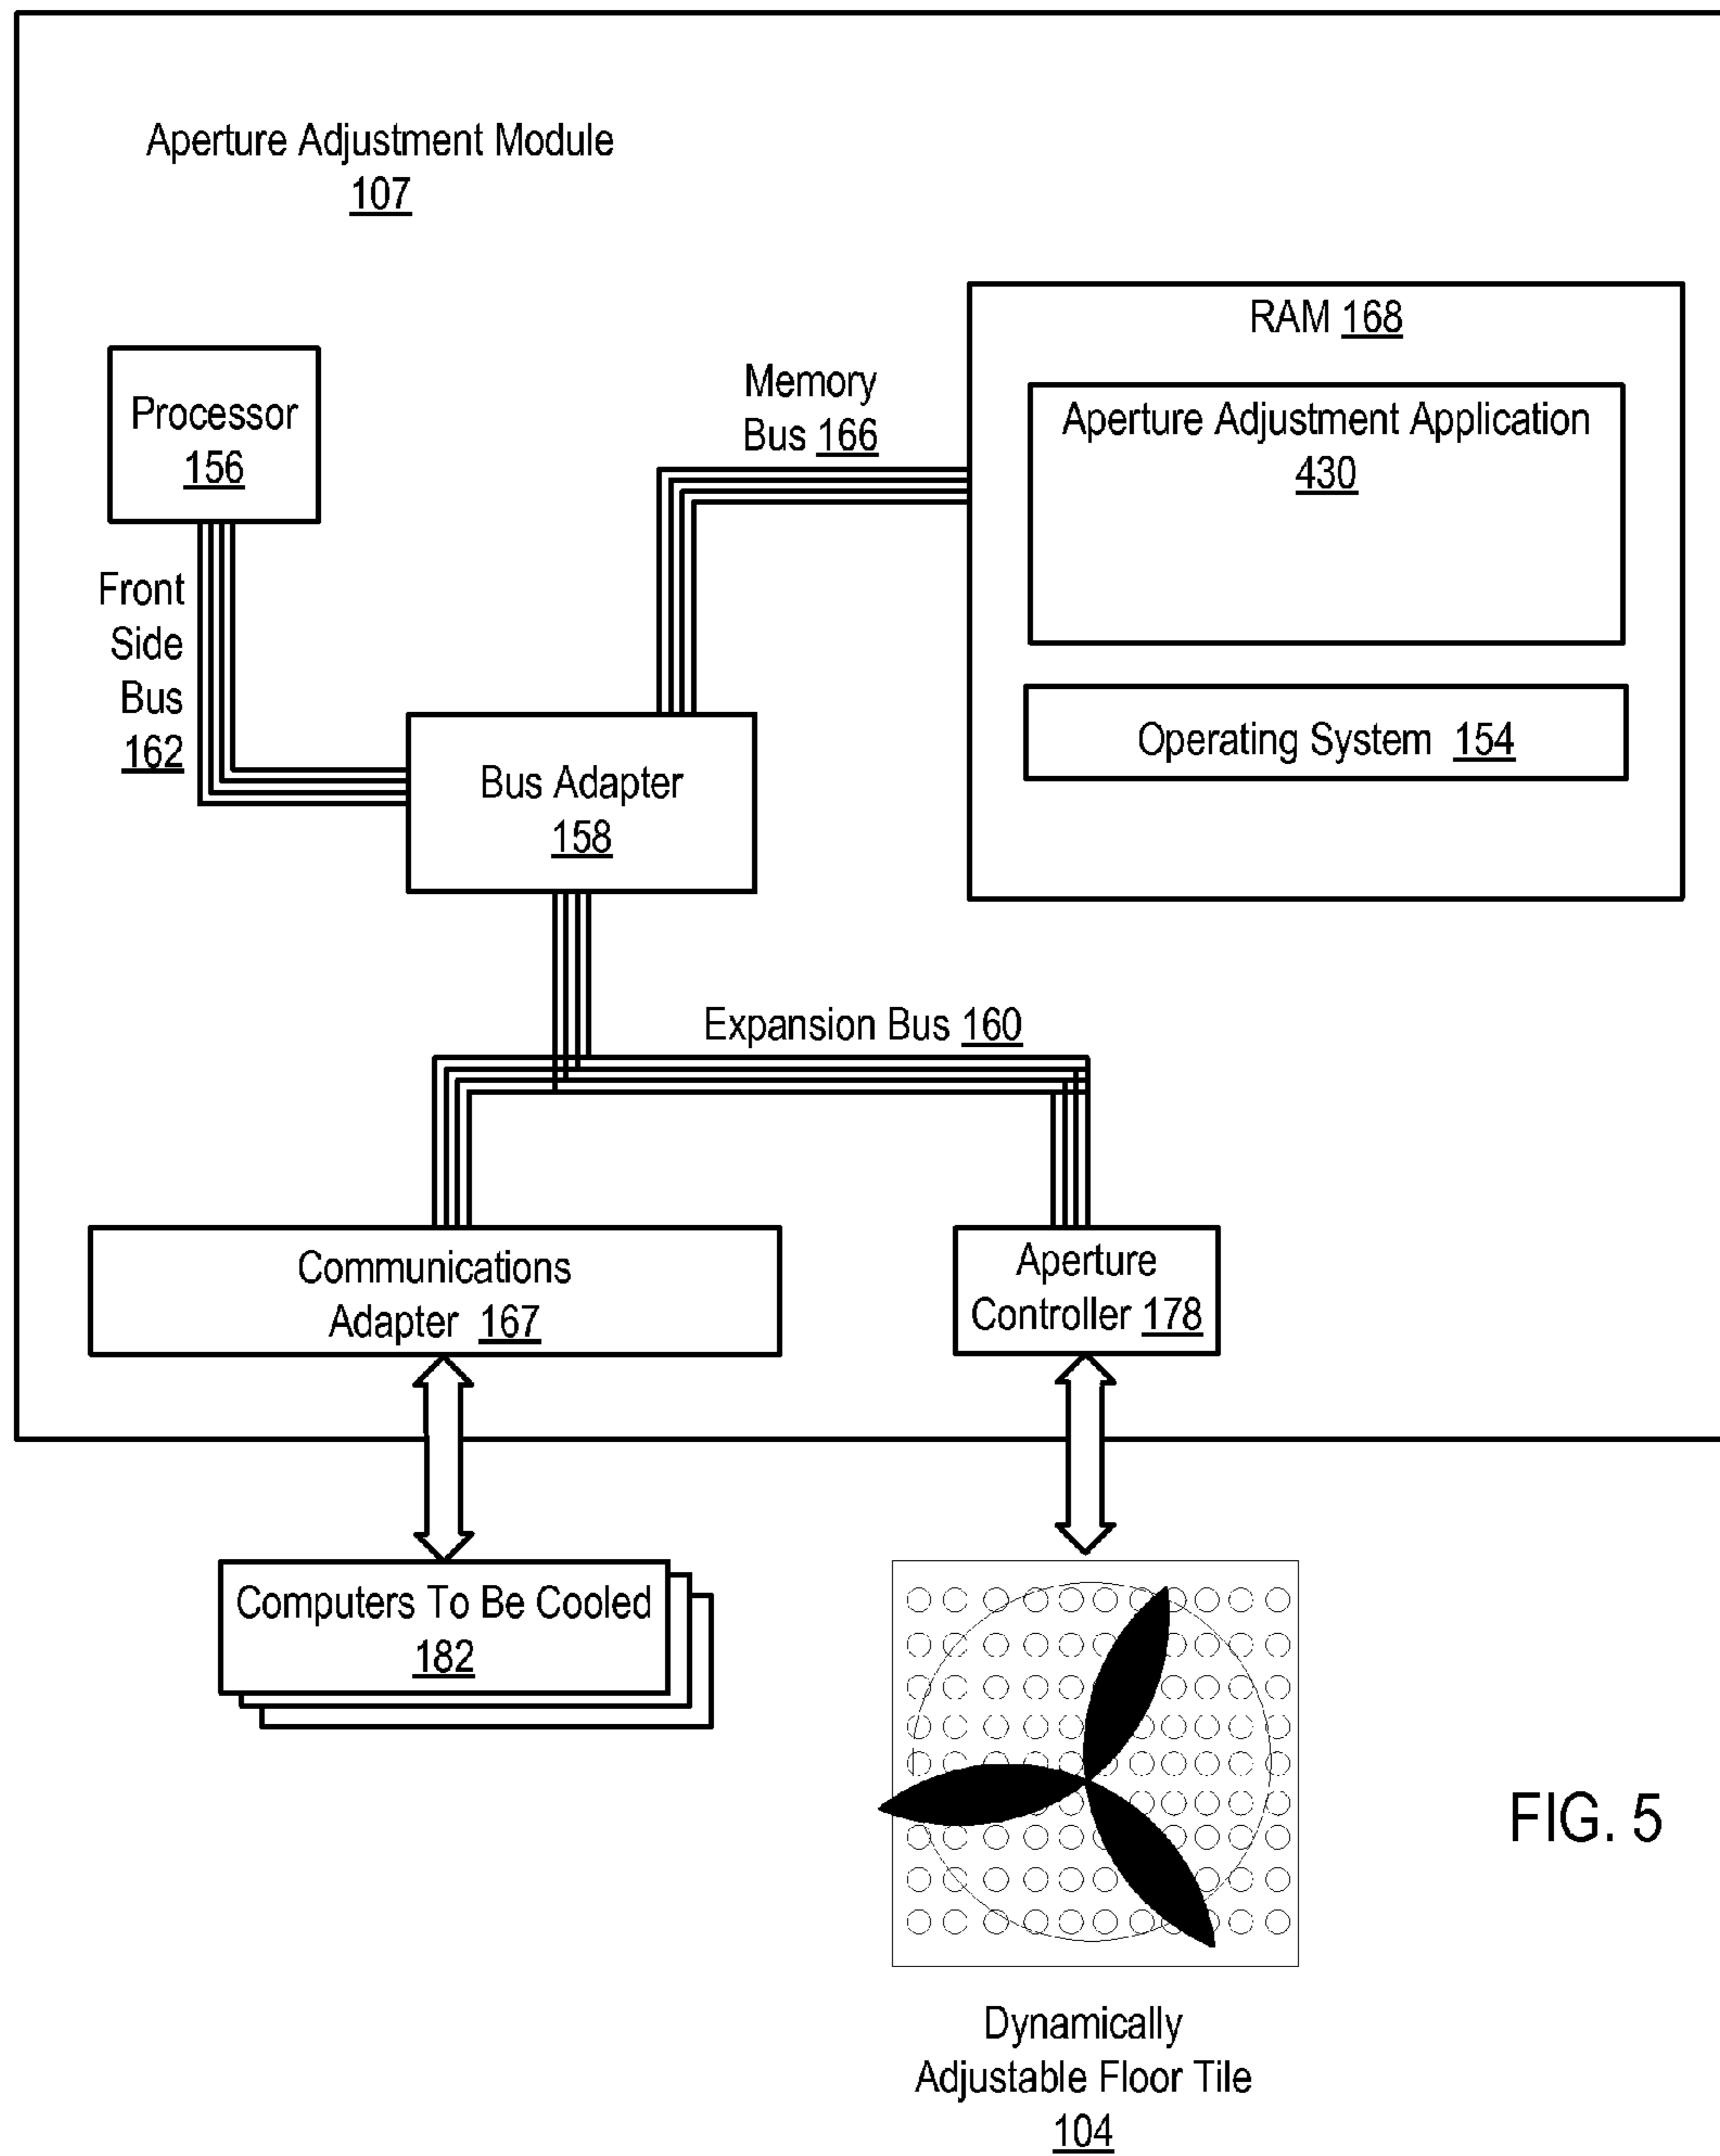 Aperture Adjustment Module
107
RAM 168
Processor
156
Memory
Bus 166
Aperture Adjustment Application
430
Front
Side
Bus
162
Operating System 154
Bus Adapter
158
Expansion Bus 160
Communications
Adapter 167
Aperture
Controller 178
Computers To Be Cooled
182
FIG. 5
Dynamically
Adjustable Floor Tile
104